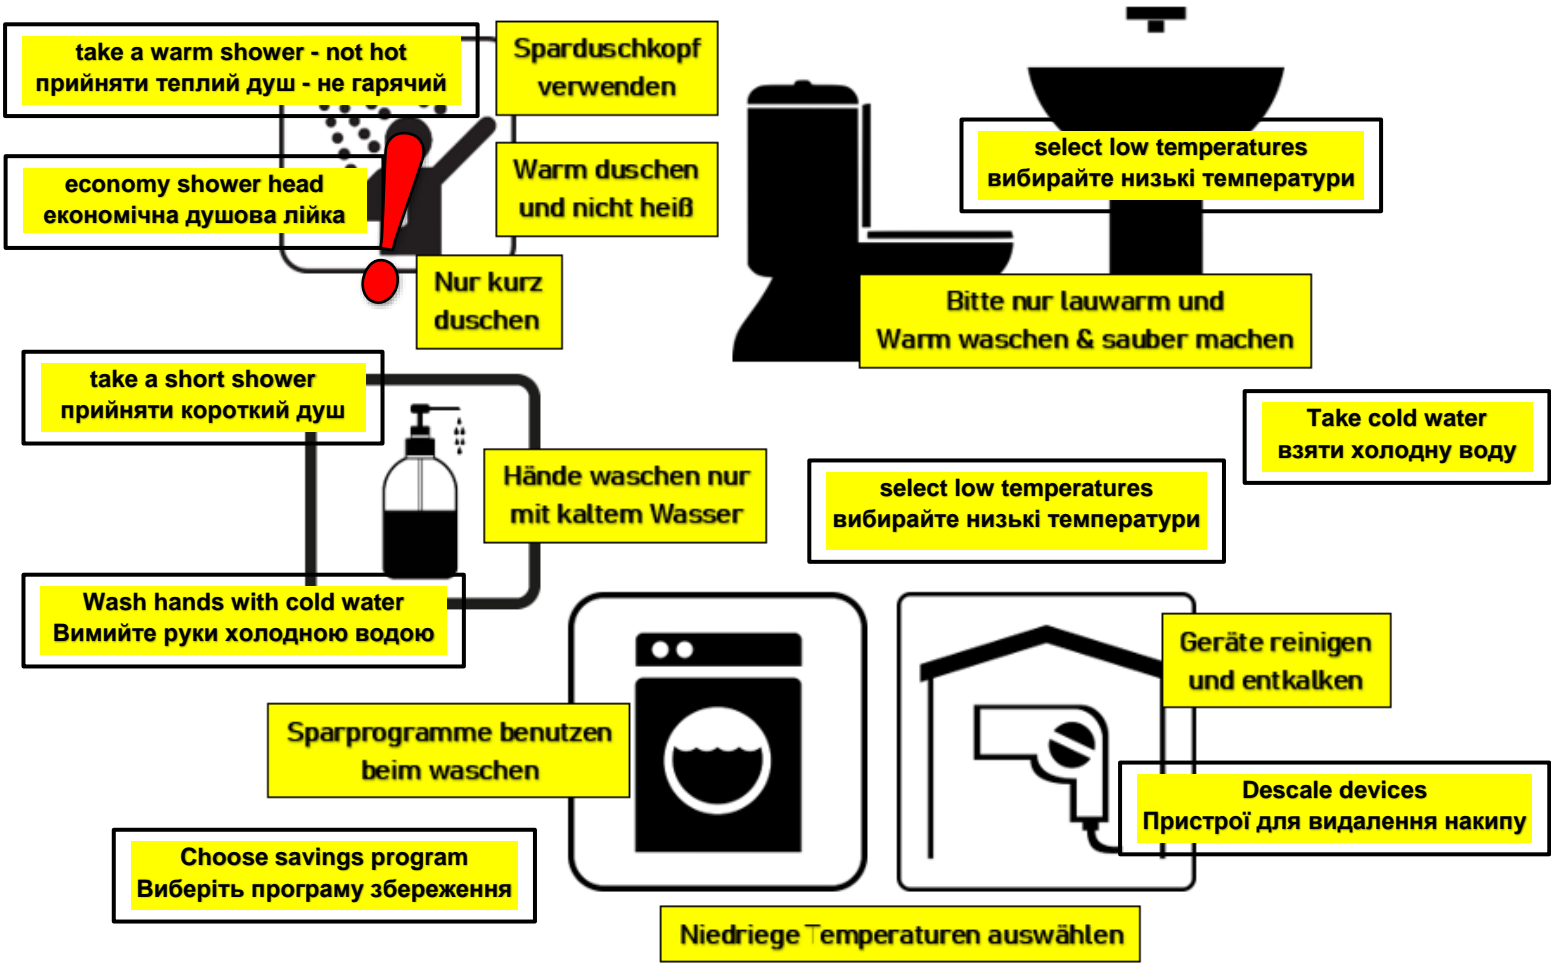 take a warm shower - not hot
прийняти теплий душ - не гарячий
Sparduschkopf
verwenden
economy shower head
економічна душова лійка
Warm duschen
und nicht heiß
select low temperatures
вибирайте низькі температури
Nur kurz
duschen
Bitte nur lauwarm und
Warm waschen & sauber machen
take a short shower
прийняти короткий душ
Take cold water
взяти холодну воду
Hände waschen nur
mit kaltem Wasser
select low temperatures
вибирайте низькі температури
Wash hands with cold water
Вимийте руки холодною водою
Geräte reinigen
und entkalken
Sparprogramme benutzen
beim waschen
Descale devices
Пристрої для видалення накипу
Choose savings program
Виберіть програму збереження
Niedriege Temperaturen auswählen